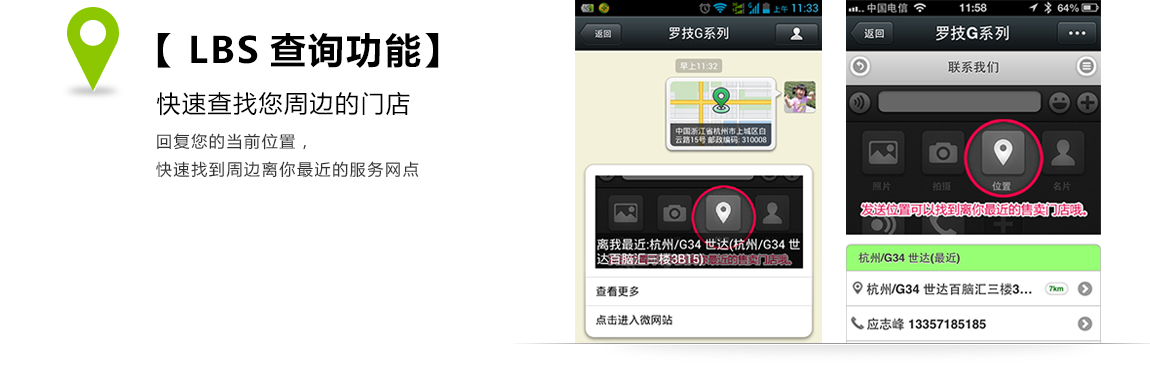 【 LBS 查询功能】
快速查找您周边的门店
回复您的当前位置，
快速找到周边离你最近的服务网点
上午 11:33
返回
罗技G系列
早上11:32
中国浙江省杭州市上城区白
云路15号 邮政编码: 310008
离我最近:杭州/G34 世达(杭州/G34 世
达百脑汇三楼3B15)
查看更多
点击进入微网站
中国电信
11:58
64%
返回
罗技G系列
联系我们
照片
拍摄
位置
名片
发送位置可以找到离你最近的售卖门店哦。
杭州/G34 世达(最近)
杭州/G34 世达百脑汇三楼3...
7km
应志峰 13357185185